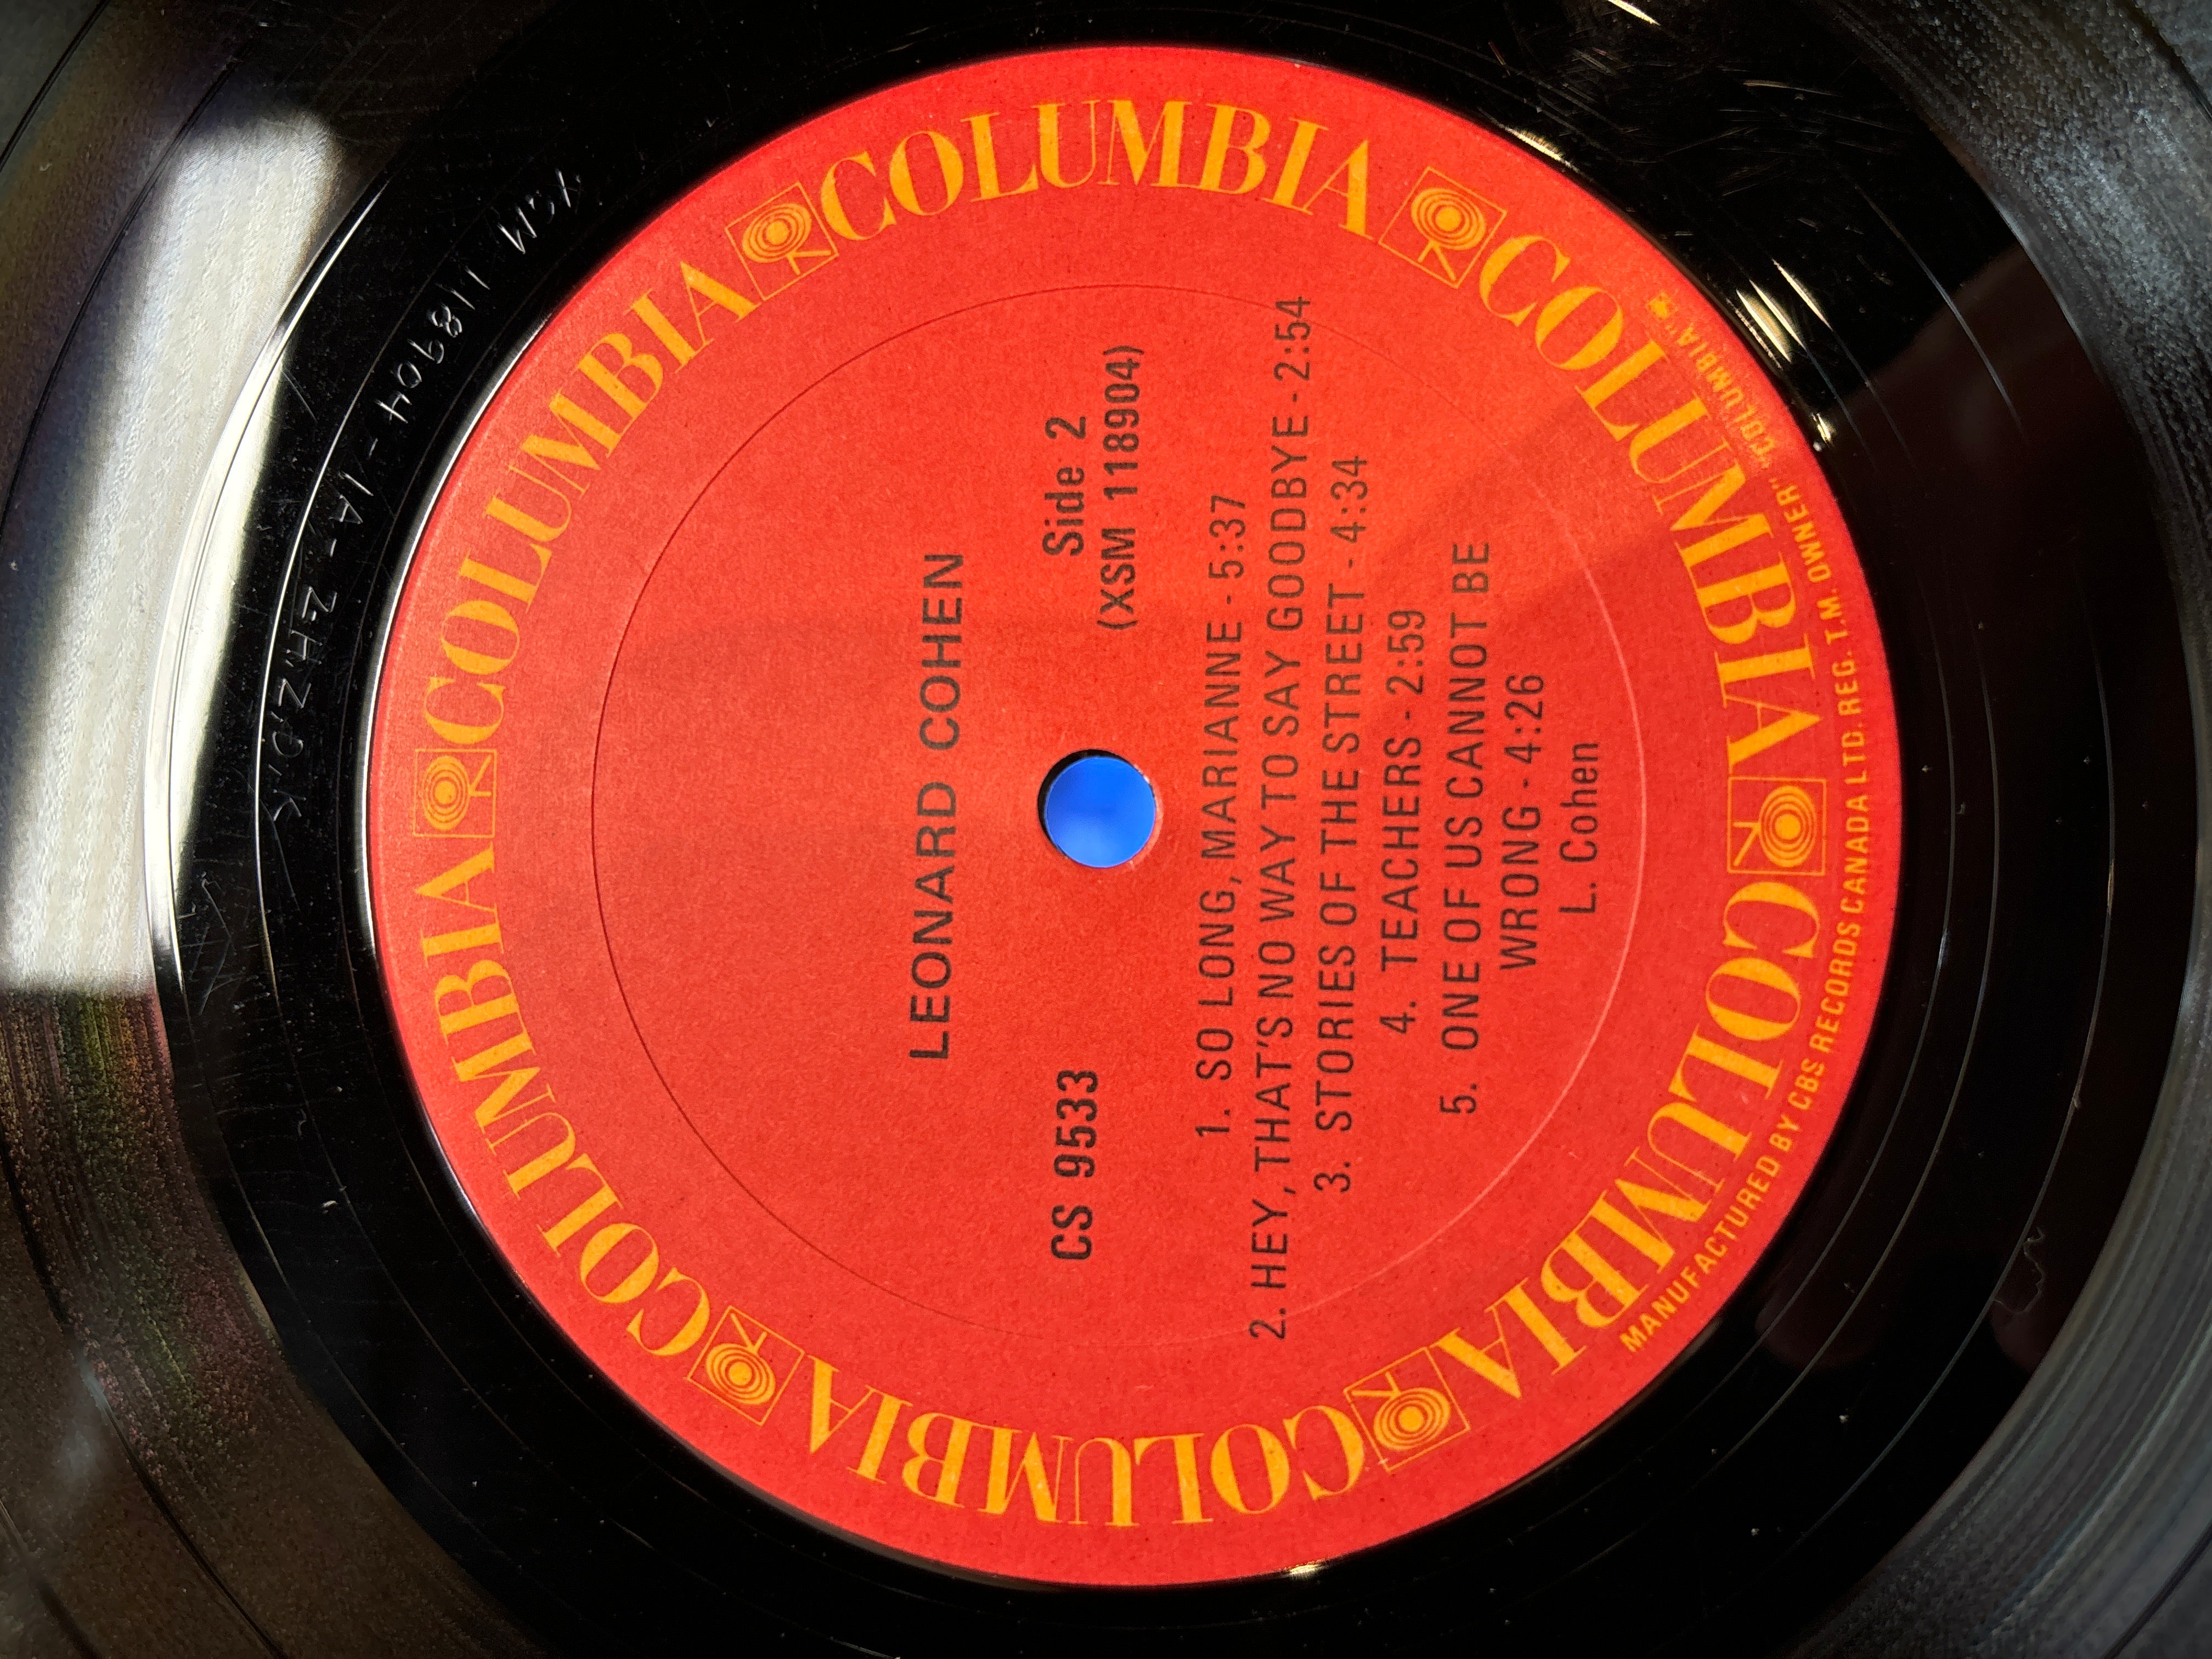 LEONARD COHEN
CS 9533
Side 2
(XSM 118904)
1. SO LONG, MARIANNE - 5:37
2. HEY, THAT'S NO WAY TO SAY GOODBYE - 2:54
3. STORIES OF THE STREET - 4:34
4. TEACHERS - 2:59
5. ONE OF US CANNOT BE
WRONG - 4:26
L. Cohen
COLUMBIA COLUMBIA COLUMBIA COLUMBIA COLUMBIA COLUMBIA
MANUFACTURED BY CBS RECORDS CANADA LTD. REG. T.M. OWNER "COLUMBIA",
XSM 118904-1A-